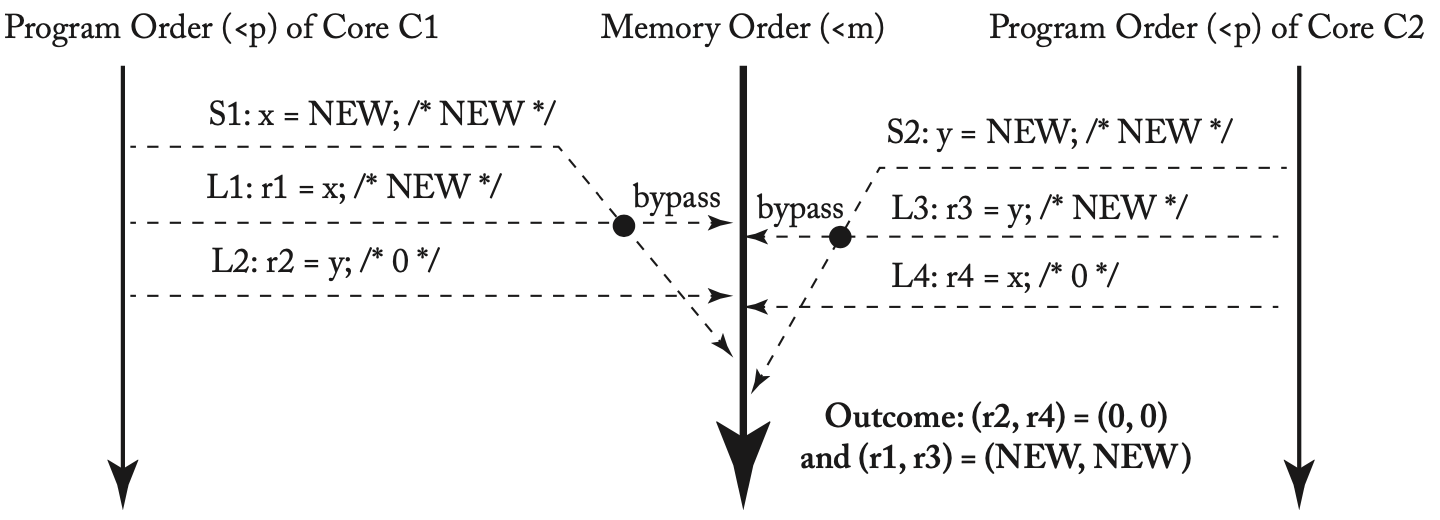 Program Order (<p) of Core C1
Memory Order (<m)
Program Order (<p) of Core C2
S1: x = NEW; /* NEW */
S2: y = NEW; /* NEW */
L1: r1 = x; /* NEW */
bypass
bypass
L3: r3 = y; /* NEW */
L2: r2 = y; /* 0 */
L4: r4 = x; /* 0 */
Outcome: (r2, r4) = (0, 0)
and (r1, r3) = (NEW, NEW)